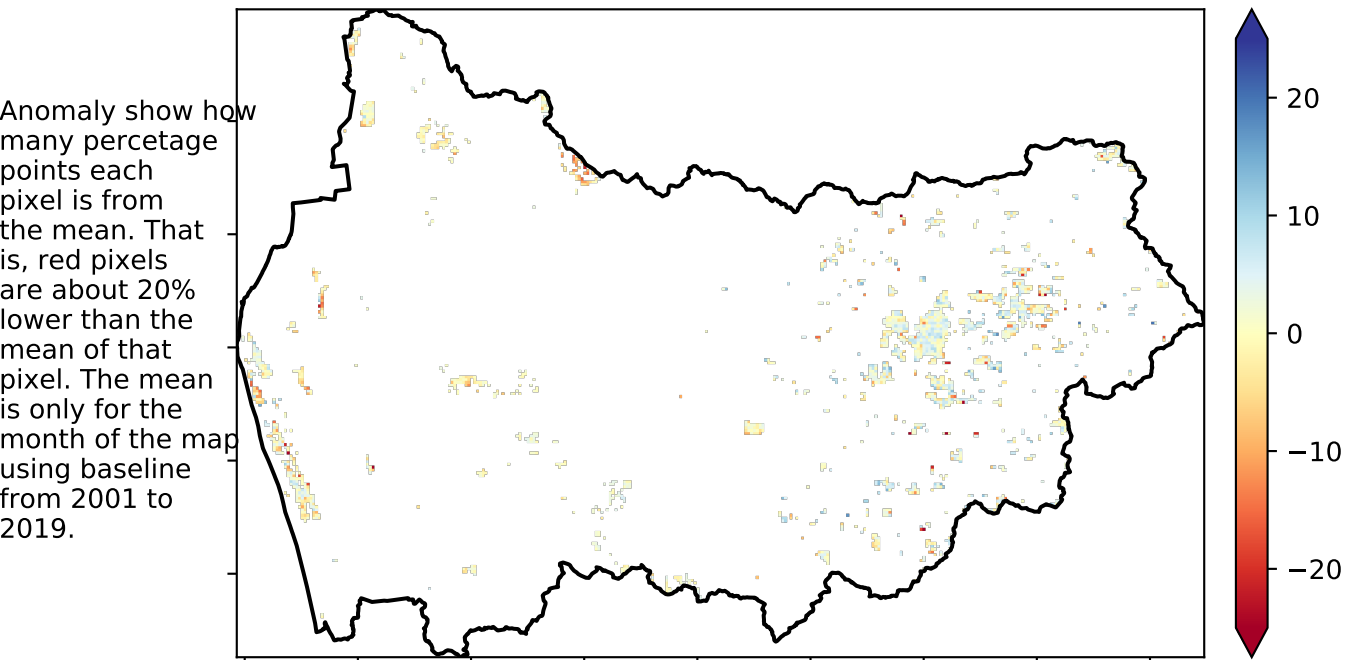 Anomaly show how
many percetage
points each
pixel is from
the mean. That
is, red pixels
are about 20%
lower than the
mean of that
pixel. The mean
is only for the
month of the map
using baseline
from 2001 to
2019.
20
10
0
−10
−20